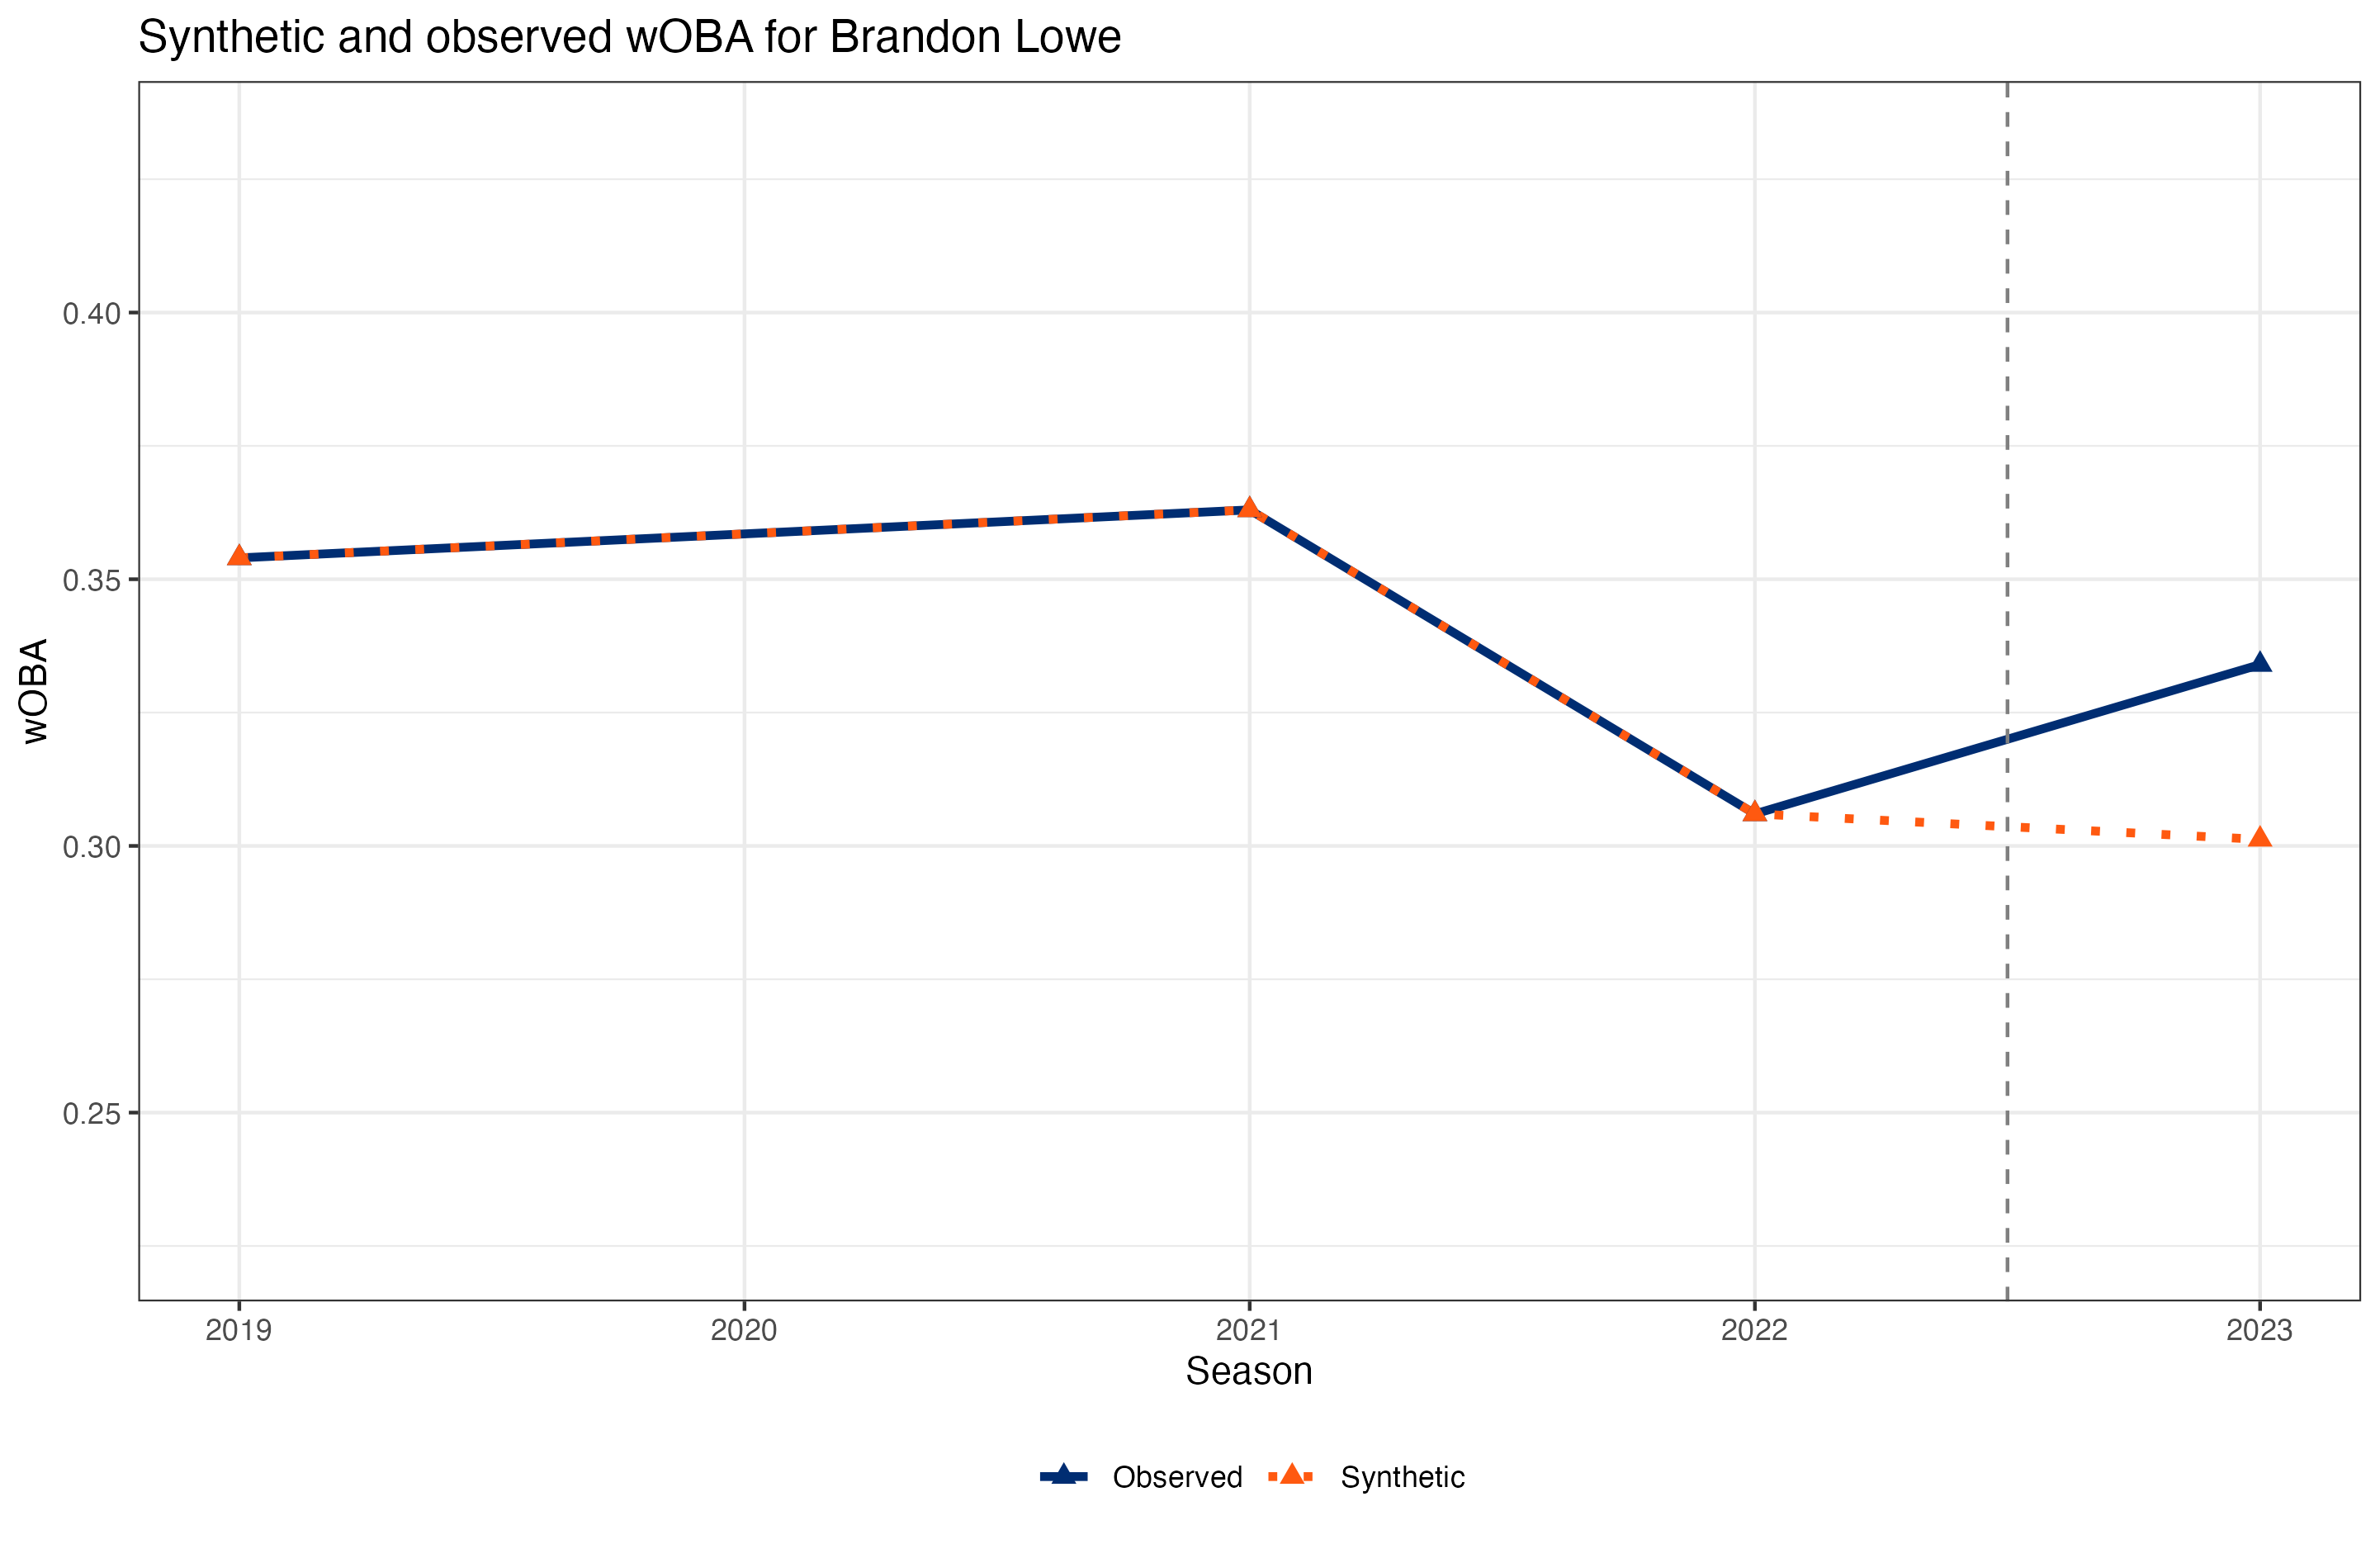 Synthetic and observed wOBA for Brandon Lowe
wOBA
0.40
0.35
0.30
0.25
2019 2020 2021 2022 2023
Season
Observed Synthetic